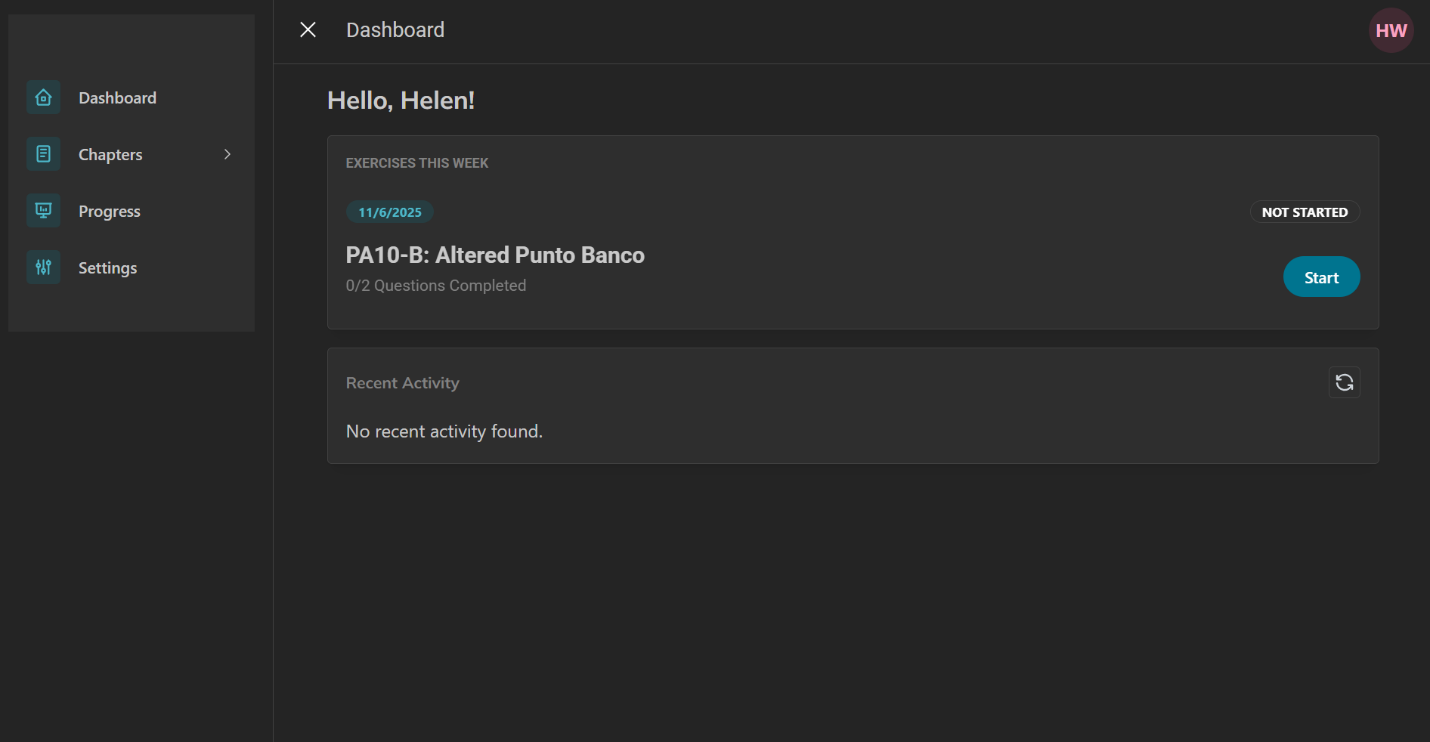 Dashboard
HW
Dashboard
Chapters
Progress
Settings
Hello, Helen!
EXERCISES THIS WEEK
11/6/2025
NOT STARTED
PA10-B: Altered Punto Banco
0/2 Questions Completed
Start
Recent Activity
No recent activity found.